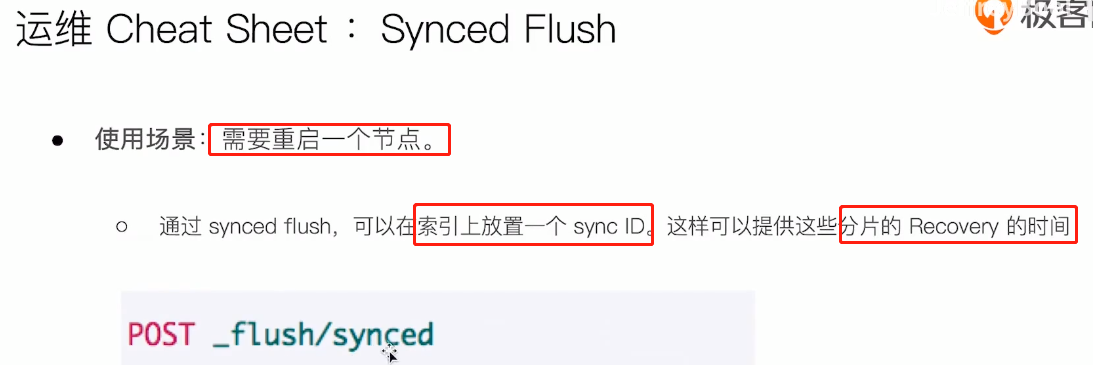 运维 Cheat Sheet ：Synced Flush
极客
● 使用场景：需要重启一个节点。
○ 通过 synced flush，可以在索引上放置一个 sync ID。这样可以提供这些分片的 Recovery 的时间
POST _flush/synced